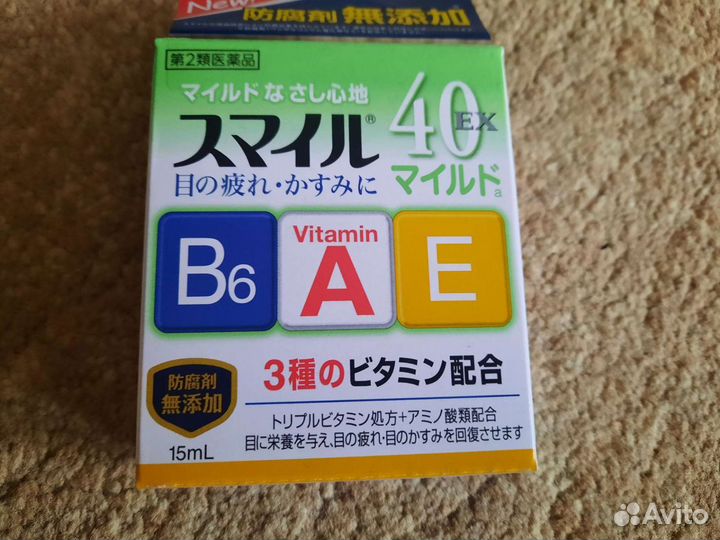 New!
防腐剤 無添加
第2類医薬品
マイルドなさし心地
スマイル®
40EX
マイルドa
目の疲れ・かすみに
B6
Vitamin
A
E
3種のビタミン配合
防腐剤
無添加
トリプルビタミン処方+アミノ酸類配合
目に栄養を与え、目の疲れ・目のかすみを回復させます
15mL
Avito